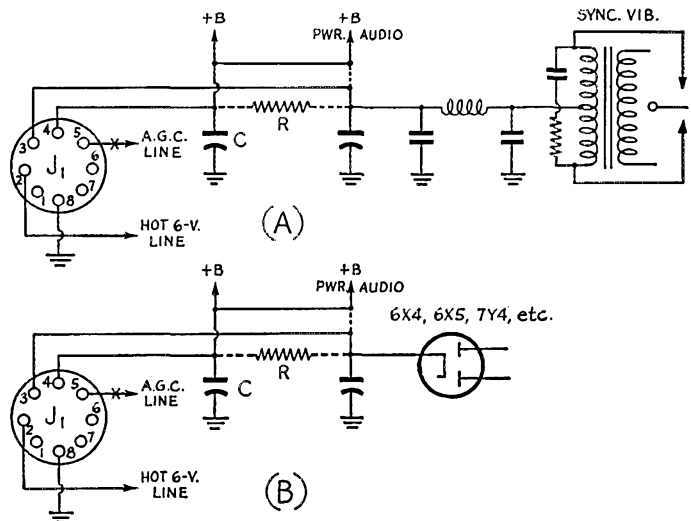 +B
+B
PWR. AUDIO
SYNC. VIB.
R
C
3
4
5
A.G.C.
LINE
J1
6
2
1
8
7
HOT 6-V.
LINE
(A)
+B
+B
PWR. AUDIO
6X4, 6X5, 7Y4, etc.
R
C
3
4
5
A.G.C.
LINE
J1
6
2
1
8
7
HOT 6-V.
LINE
(B)